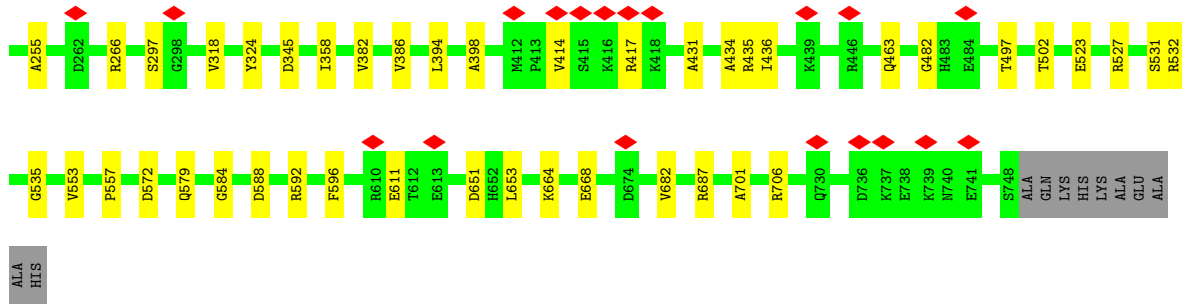 A255 D262 R266 S297 G298 V318 Y324 D345 I358 V382 V386 L394 A398 M412 P413 V414 S415 K416 R417 K418 A431 A434 R435 I436 K439 R446 Q463 G482 H483 E484 T497 T502 E523 R527 S531 R532
G535 V553 P557 D572 Q579 G584 D588 R592 F596 R610 E611 T612 E613 D651 H652 L653 K664 E668 D674 V682 R687 A701 R706 Q730 D736 K737 E738 K739 N740 E741 S748 ALA GLN LYS HIS LYS ALA GLU ALA
ALA HIS